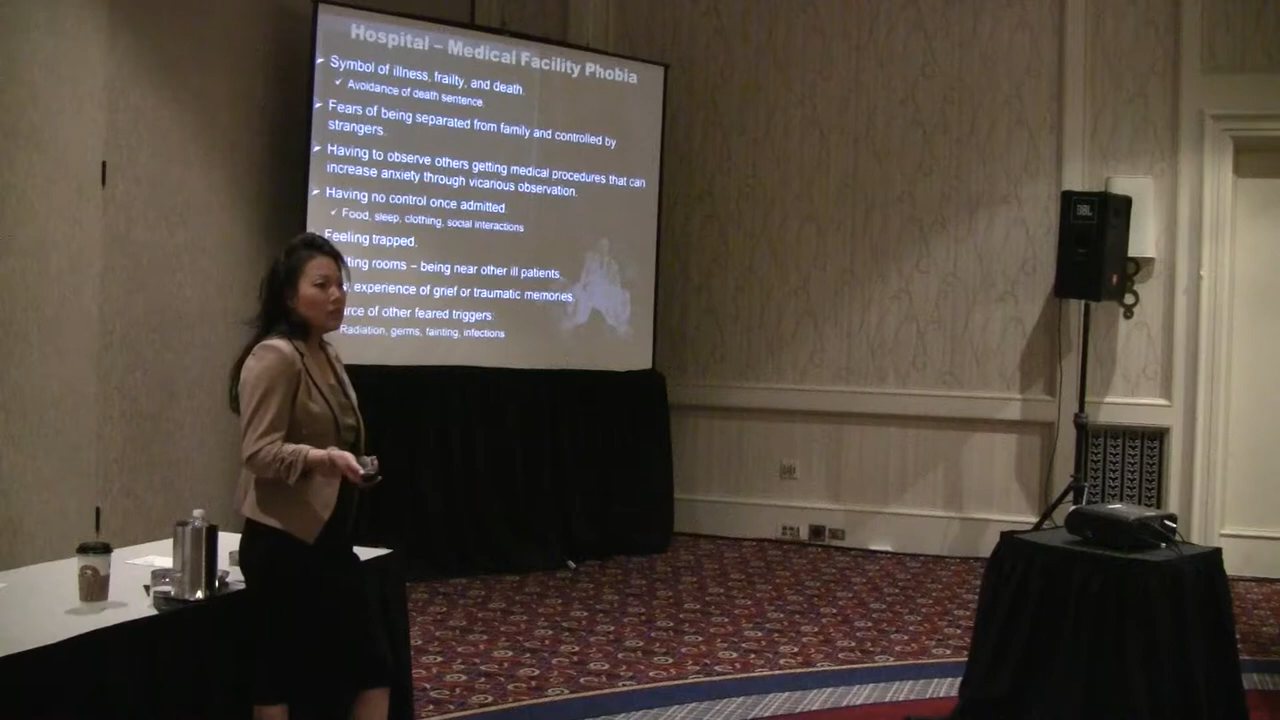 Hospital – Medical Facility Phobia
Symbol of illness, frailty, and death.
Avoidance of death sentence
Fears of being separated from family and controlled by
strangers.
Having to observe others getting medical procedures that can
increase anxiety through vicarious observation.
Having no control once admitted.
Food, sleep, clothing, social interactions
Feeling trapped.
rooms – being near other ill patients.
experience of grief or traumatic memories.
of other feared triggers:
Radiation, germs, fainting, infections
JBL